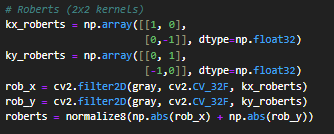 # Roberts (2x2 kernels)
kx_roberts = np.array([[1, 0],
                       [0,-1]], dtype=np.float32)
ky_roberts = np.array([[0, 1],
                       [-1,0]], dtype=np.float32)
rob_x = cv2.filter2D(gray, cv2.CV_32F, kx_roberts)
rob_y = cv2.filter2D(gray, cv2.CV_32F, ky_roberts)
roberts = normalize8(np.abs(rob_x) + np.abs(rob_y))